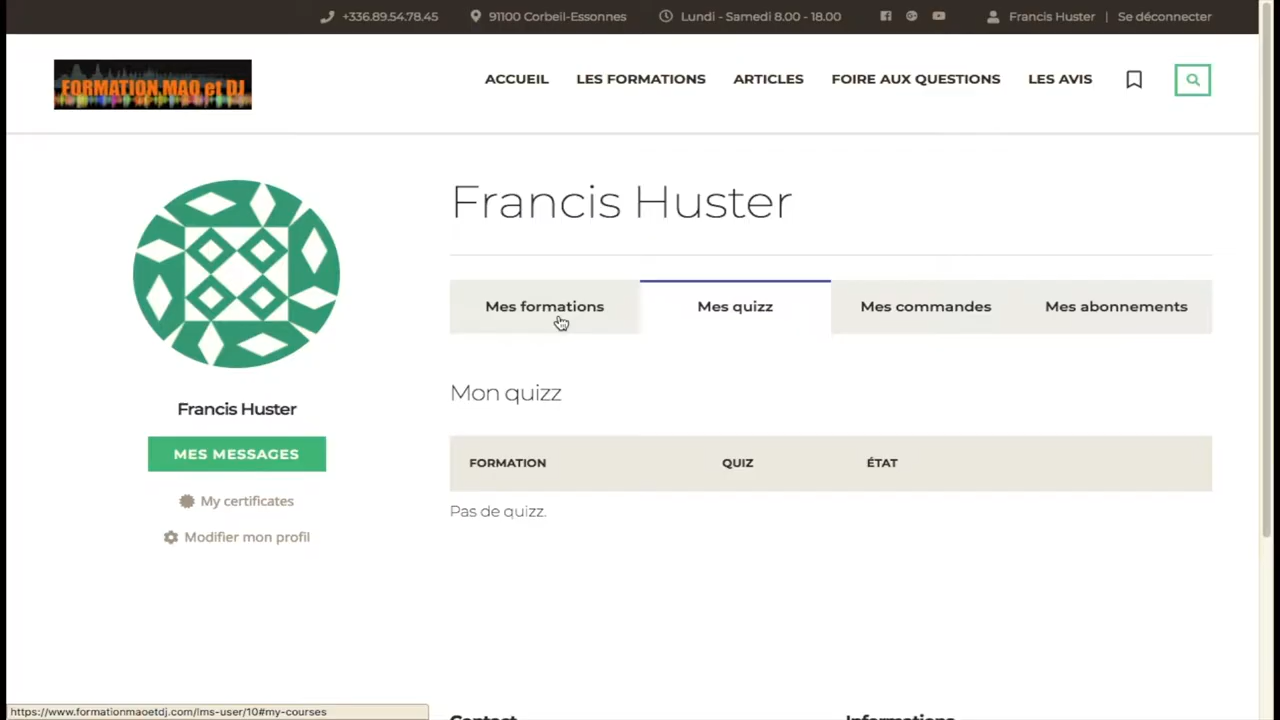 +336.89.54.78.45 91100 Corbeil-Essonnes Lundi - Samedi 8.00 - 18.00 Francis Huster | Se déconnecter
FORMATION MAO et DJ
ACCUEIL LES FORMATIONS ARTICLES FOIRE AUX QUESTIONS LES AVIS
Francis Huster
Mes formations Mes quizz Mes commandes Mes abonnements
Mon quizz
Francis Huster
MES MESSAGES
FORMATION QUIZ ÉTAT
My certificates
Pas de quizz.
Modifier mon profil
https://www.formationmaoetdj.com/lms-user/10#my-courses
Contact Informations